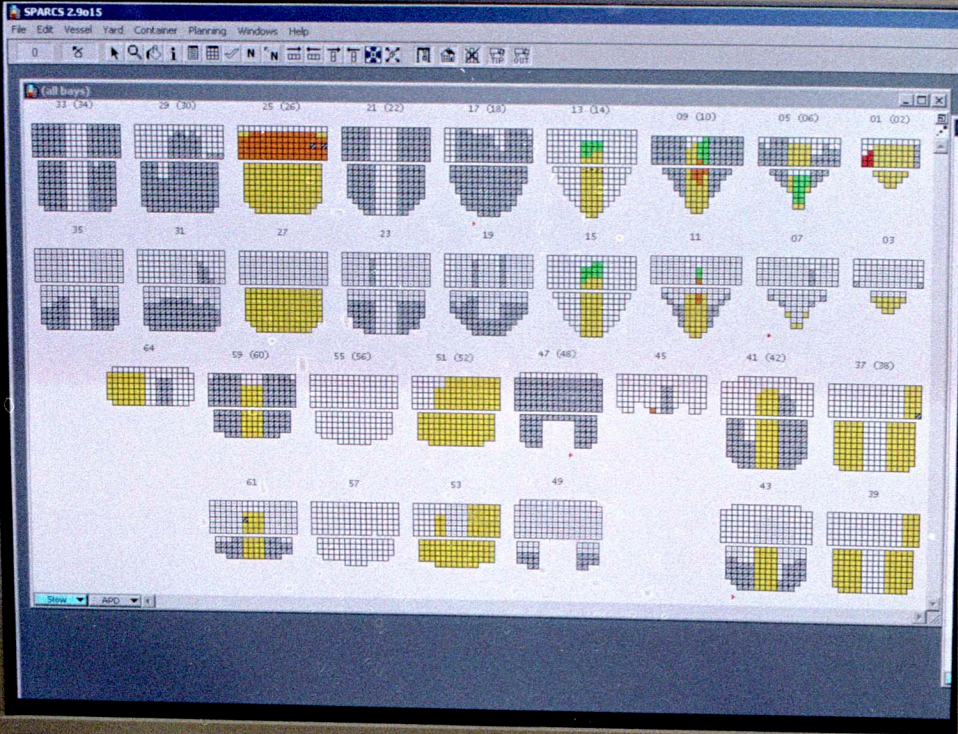 SPARCS 2.9o15
File Edit Vessel Yard Container Planning Windows Help
0 N N TIP OUT
(all bays)
33 (34) 29 (30) 25 (26) 21 (22) 17 (18) 13 (14) 09 (10) 05 (06) 01 (02)
35 31 27 23 19 15 11 07 03
64 59 (60) 55 (56) 51 (52) 47 (48) 45 41 (42) 37 (38)
61 57 53 49 43 39
Stow APD